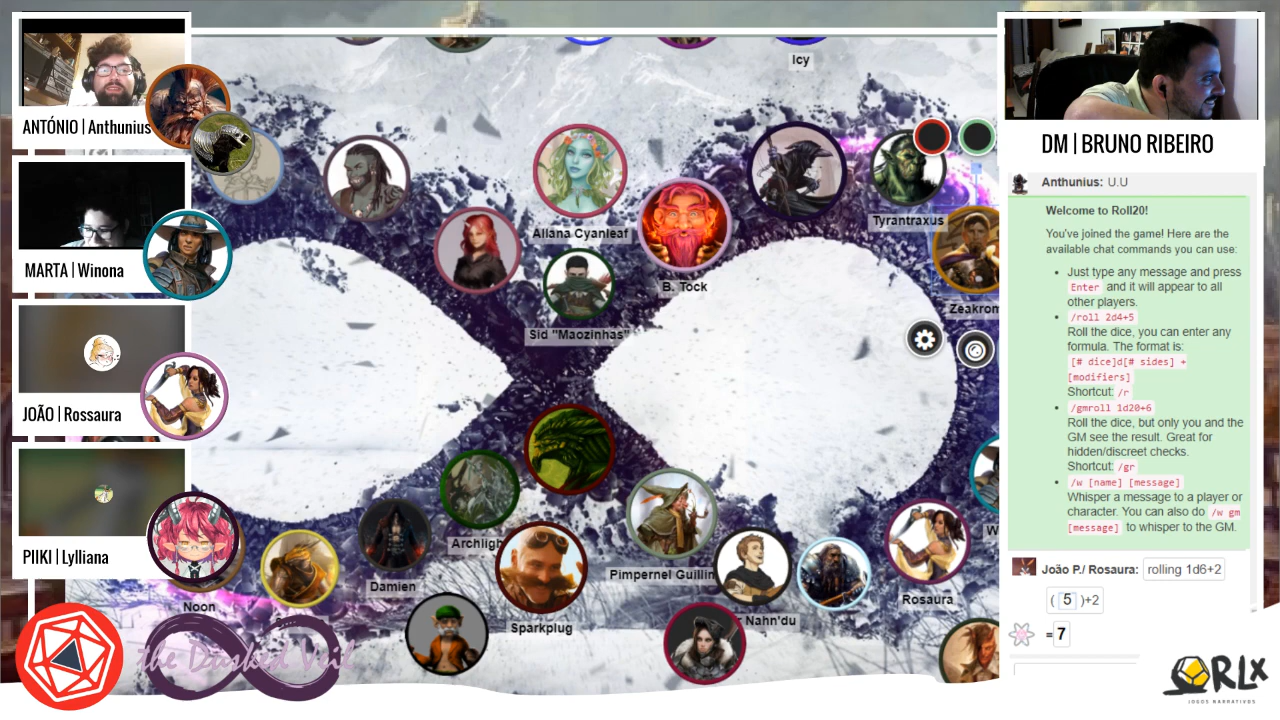 ANTÓNIO | Anthunius
MARTA | Winona
JOÃO | Rossaura
PIIKI | Lylliana
the Dashed Veil
Icy
Allana Cyanleaf
B. Tock
Sid "Maozinhas"
Tyrantraxus
Zeakrom
Archligh
Damien
Noon
Sparkplug
Pimpernel Guillin
r Nahn'du
Rosaura
W
DM | BRUNO RIBEIRO
Anthunius: U.U
Welcome to Roll20!
You've joined the game! Here are the
available chat commands you can use:
• Just type any message and press
Enter and it will appear to all
other players.
• /roll 2d4+5
Roll the dice, you can enter any
formula. The format is:
[# dice]d[# sides] +
[modifiers]
Shortcut: /r
• /gmroll 1d20+6
Roll the dice, but only you and the
GM see the result. Great for
hidden/discreet checks.
Shortcut: /gr
• /w [name] [message]
Whisper a message to a player or
character. You can also do /w gm
[message] to whisper to the GM.
João P./ Rosaura: rolling 1d6+2
( 5 )+2
= 7
ORLx
JOGOS NARRATIVOS